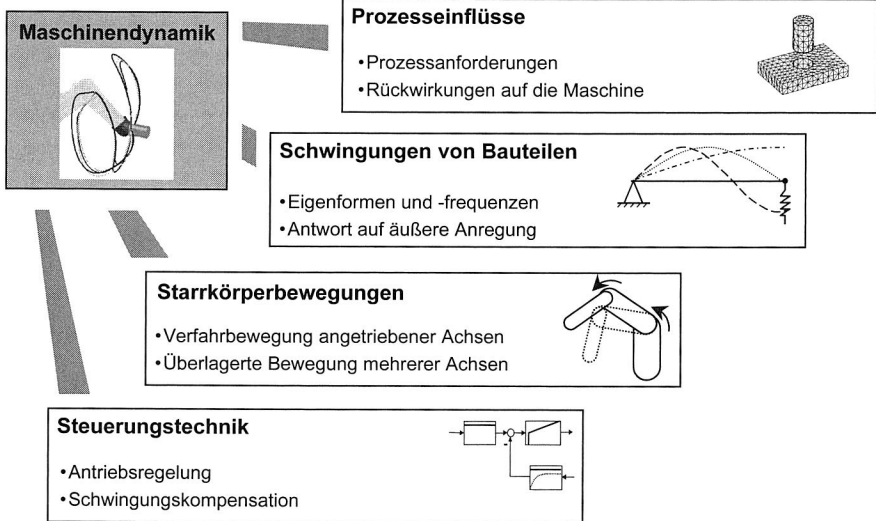 Maschinendynamik
Prozesseinflüsse
•Prozessanforderungen
•Rückwirkungen auf die Maschine
Schwingungen von Bauteilen
•Eigenformen und -frequenzen
•Antwort auf äußere Anregung
Starrkörperbewegungen
•Verfahrbewegung angetriebener Achsen
•Überlagerte Bewegung mehrerer Achsen
Steuerungstechnik
•Antriebsregelung
•Schwingungskompensation